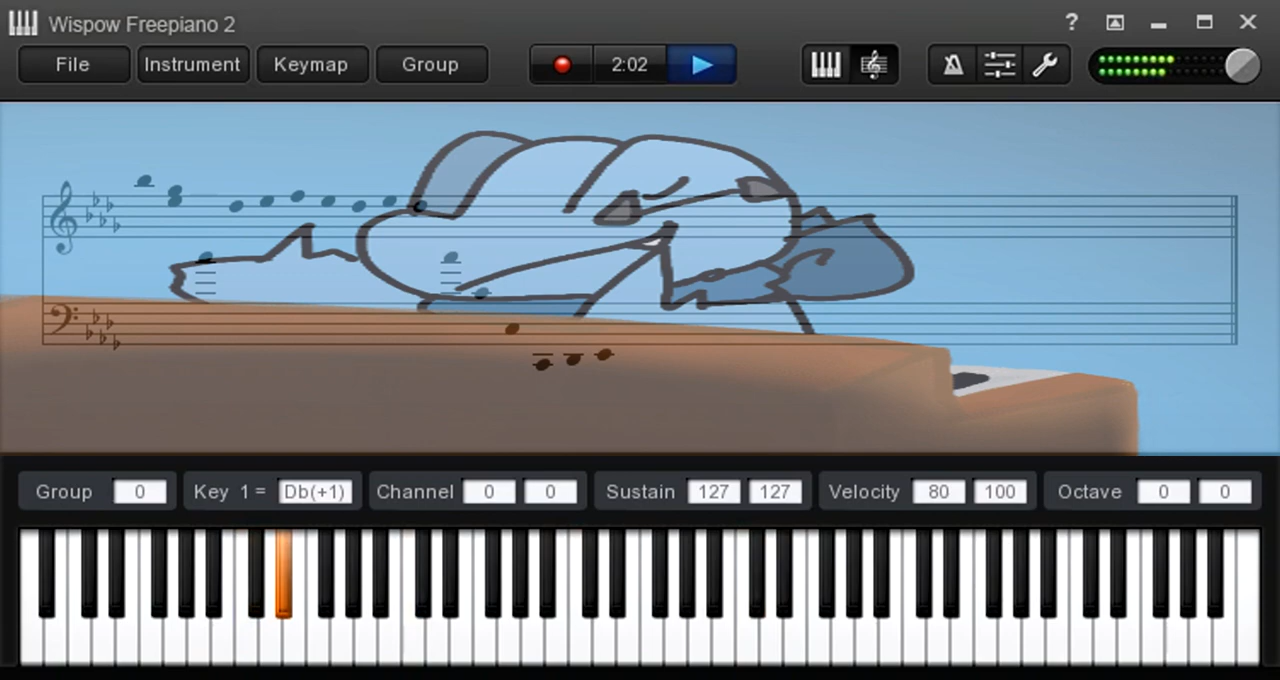 Wispow Freepiano 2 ?
File Instrument Keymap Group 2:02
Group 0 Key 1 = Db(+1) Channel 0 0 Sustain 127 127 Velocity 80 100 Octave 0 0